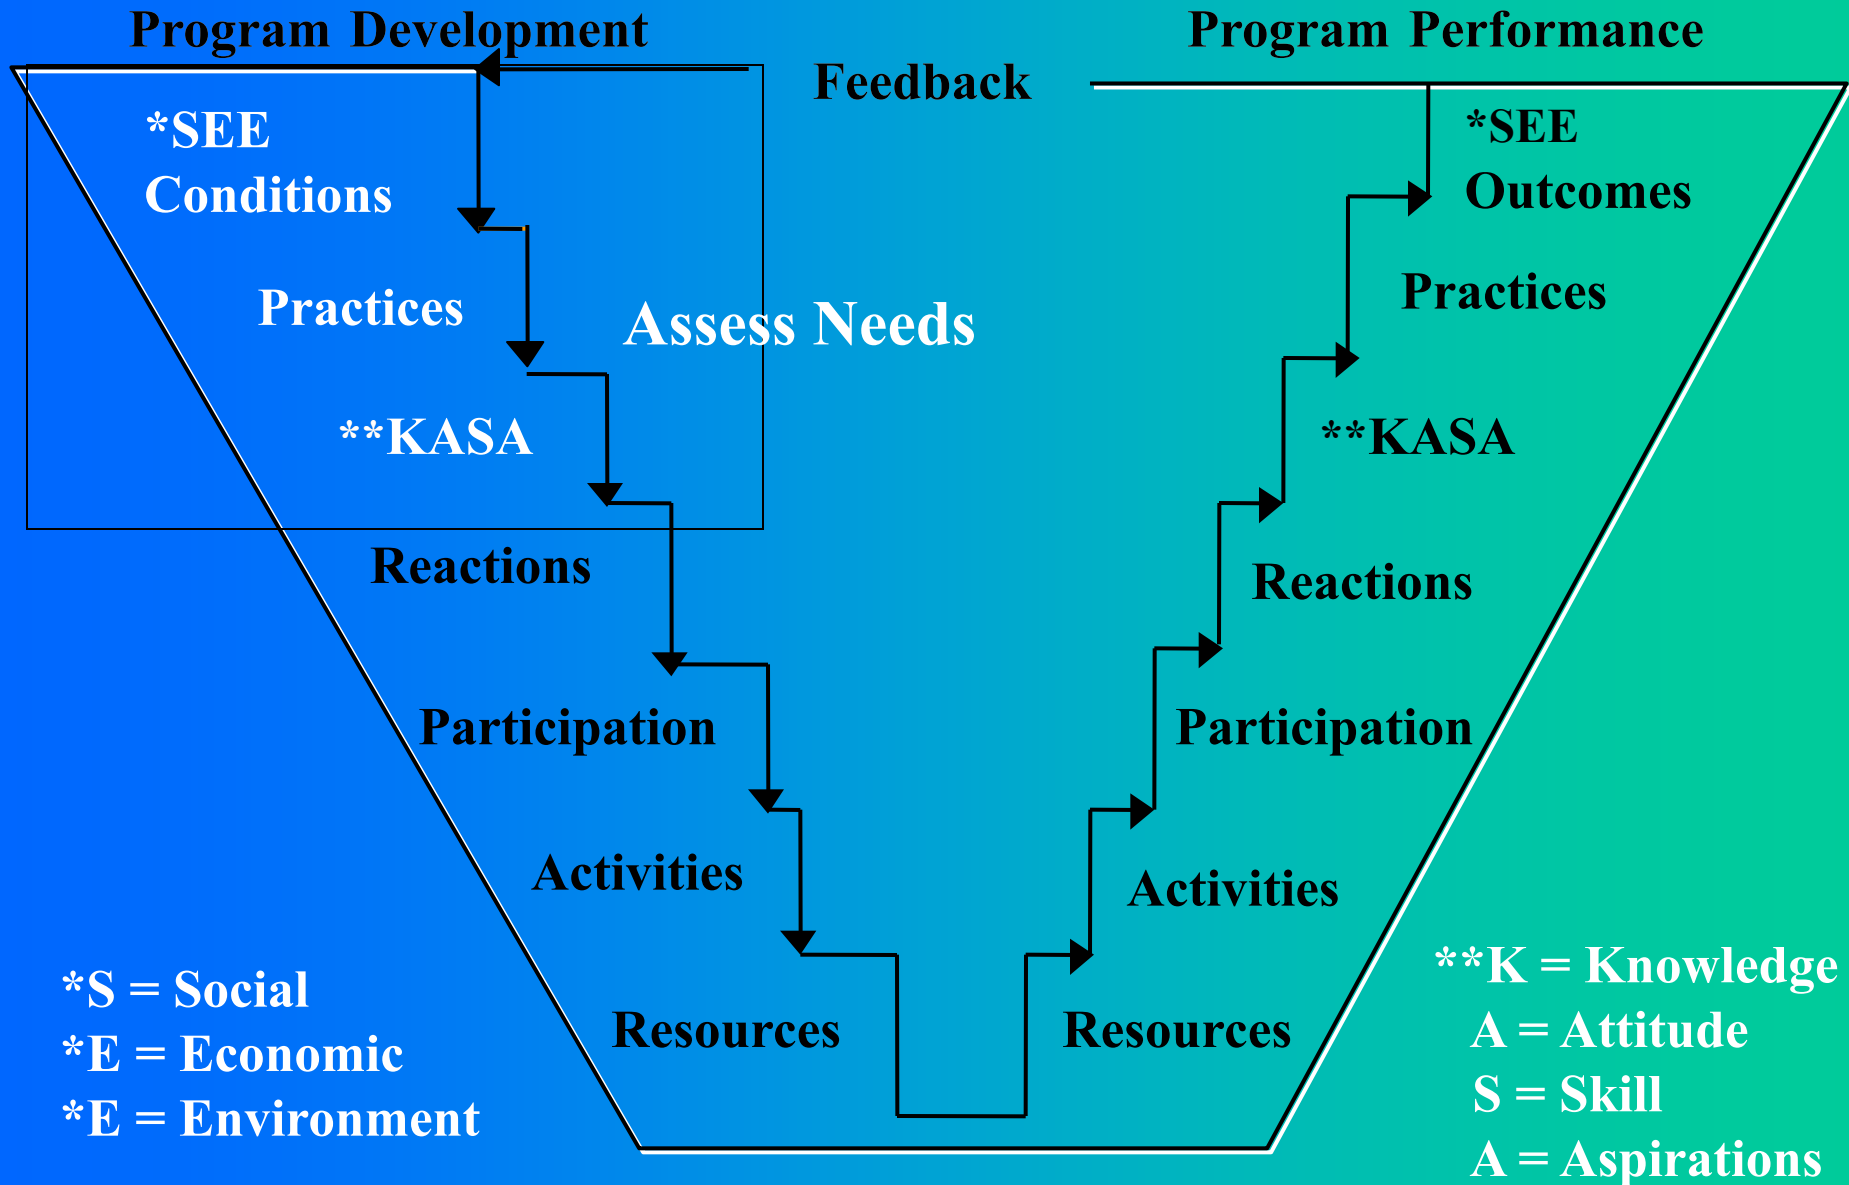 Program Development
Program Performance
Feedback
*SEE
Conditions
*SEE
Outcomes
Practices
Assess Needs
Practices
**KASA
**KASA
Reactions
Reactions
Participation
Participation
Activities
Activities
Resources
Resources
*S = Social
*E = Economic
*E = Environment
**K = Knowledge
A = Attitude
S = Skill
A = Aspirations